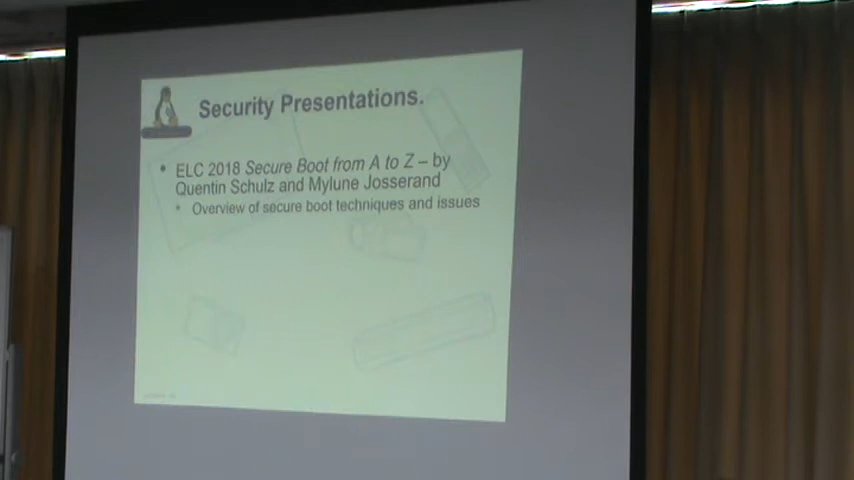 Security Presentations.
• ELC 2018 Secure Boot from A to Z – by
Quentin Schulz and Mylune Josserand
• Overview of secure boot techniques and issues